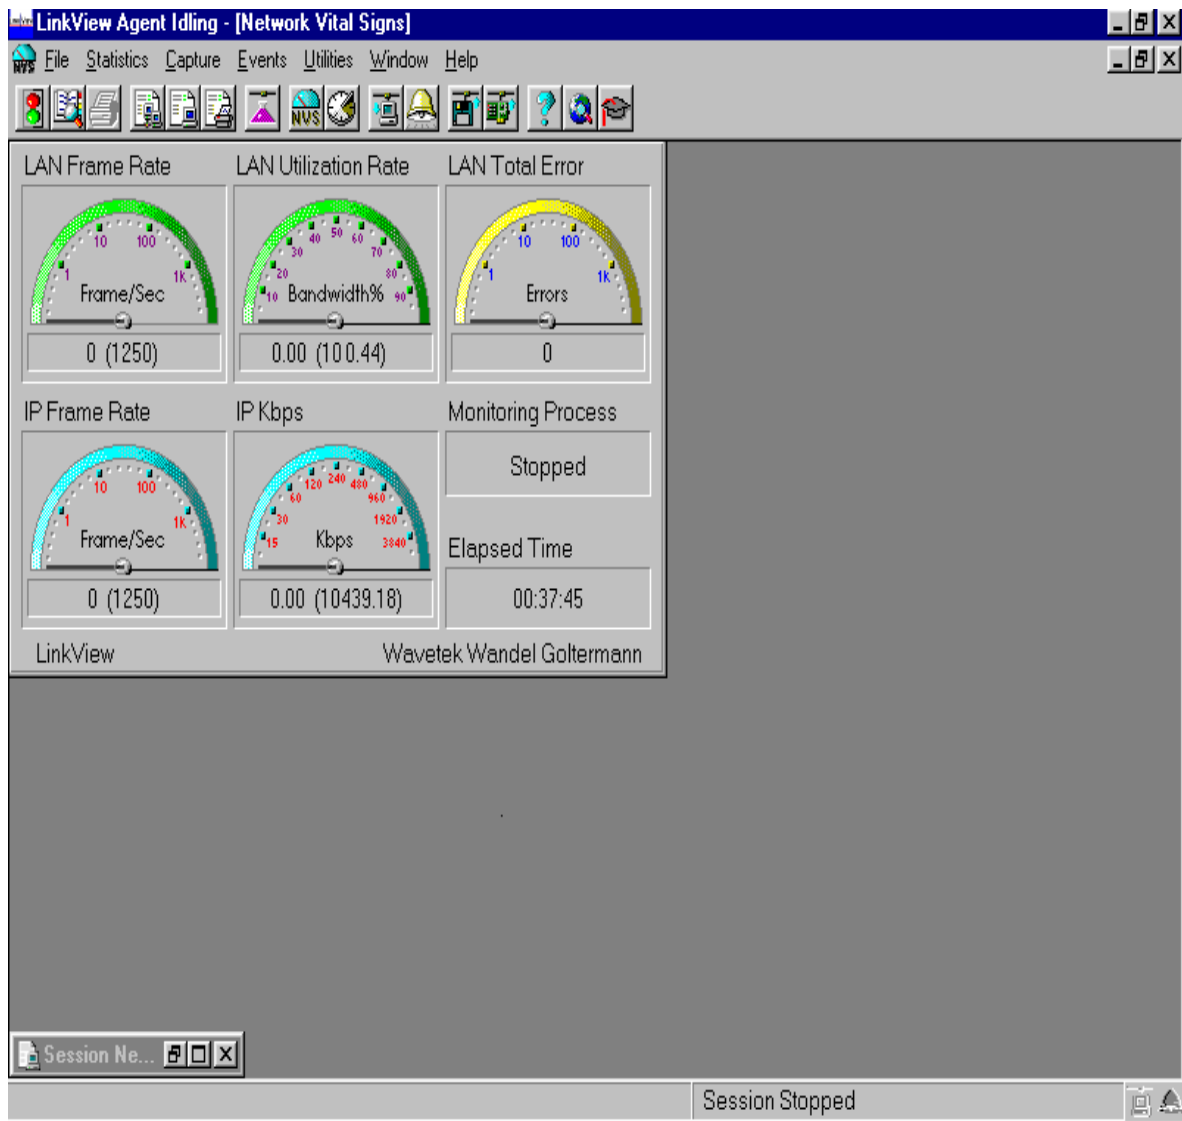 LinkView Agent Idling - [Network Vital Signs]
File Statistics Capture Events Utilities Window Help
NVS
LAN Frame Rate LAN Utilization Rate LAN Total Error
1 10 100 1K
Frame/Sec
0 (1250)
10 20 30 40 50 60 70 80 90
Bandwidth%
0.00 (100.44)
1 10 100 1K
Errors
0
IP Frame Rate IP Kbps Monitoring Process
1 10 100 1K
Frame/Sec
0 (1250)
15 30 60 120 240 480 960 1920 3840
Kbps
0.00 (10439.18)
Stopped
Elapsed Time
00:37:45
LinkView Wavetek Wandel Goltermann
Session Ne...
Session Stopped